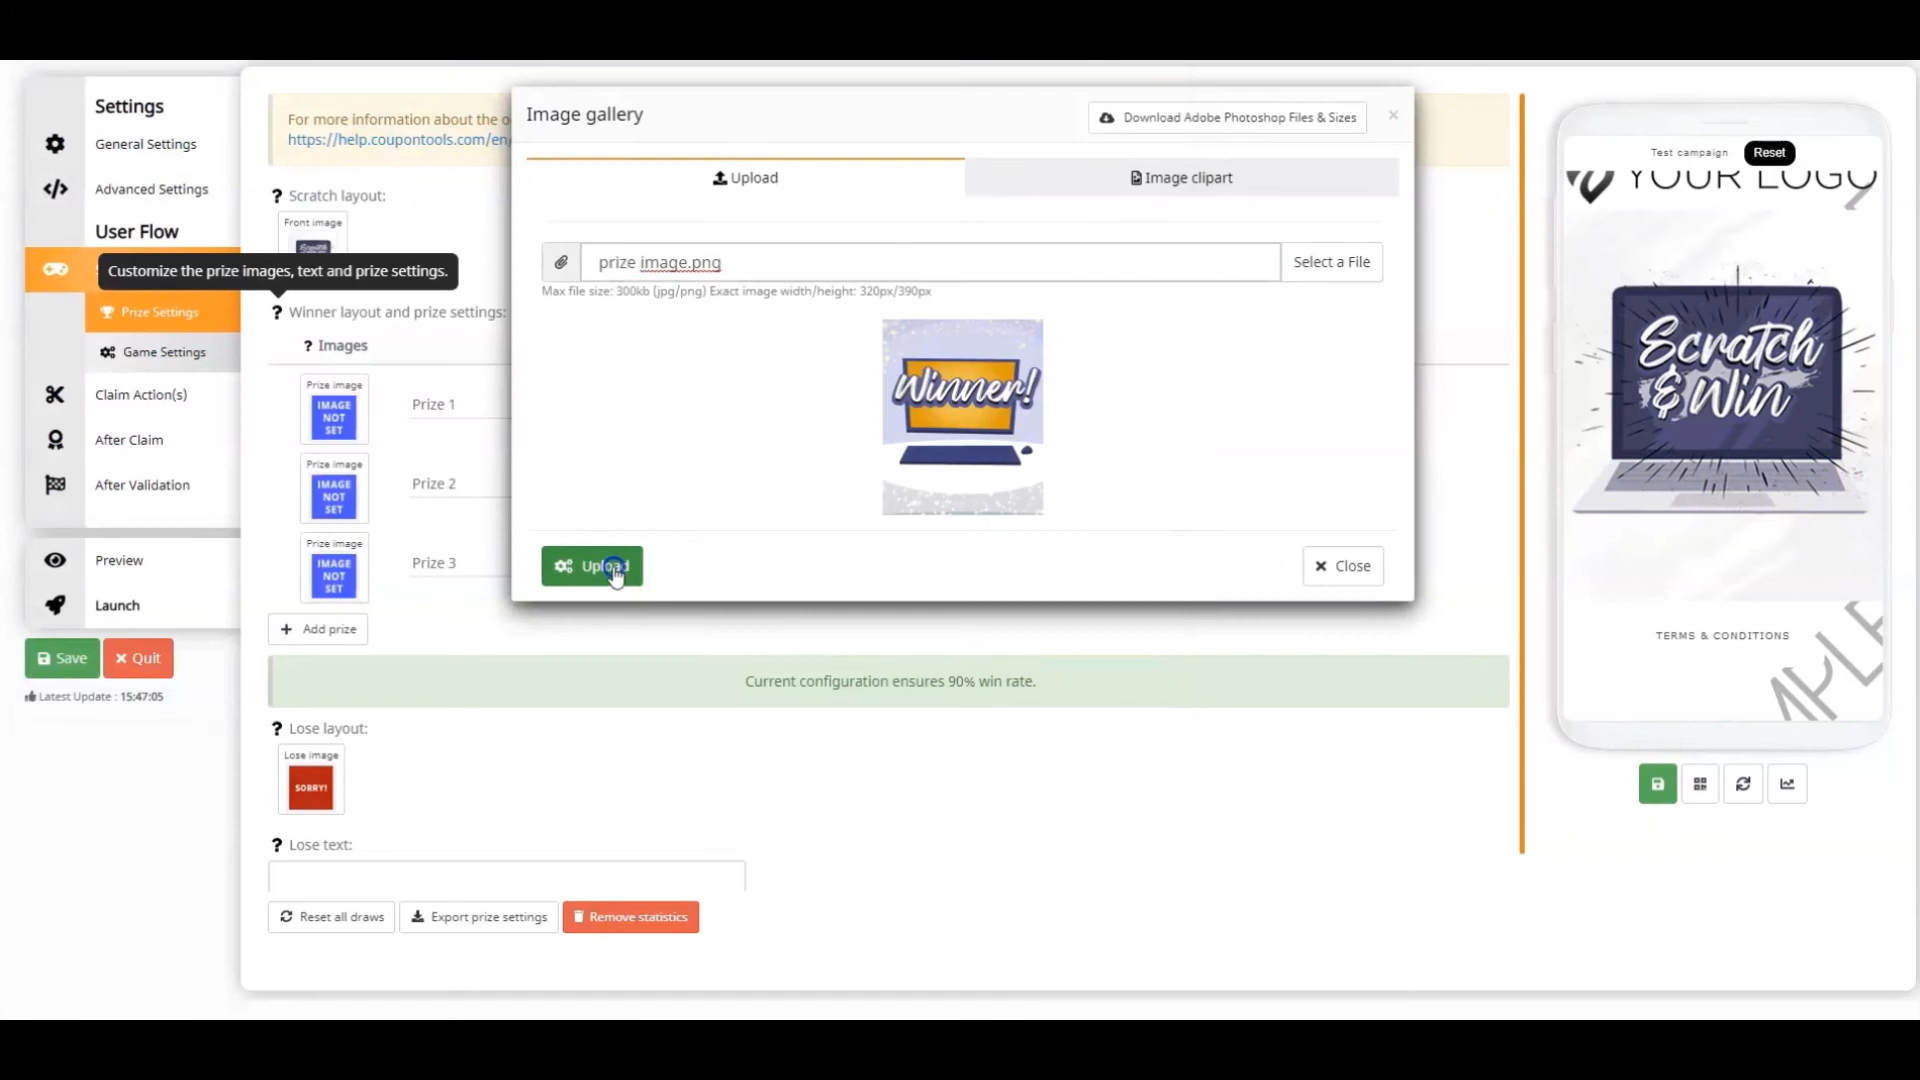 Settings
General Settings
Advanced Settings
User Flow
Customize the prize images, text and prize settings.
Prize Settings
Game Settings
Claim Action(s)
After Claim
After Validation
Preview
Launch
Save
Quit
Latest Update : 15:47:05
For more information about the o
https://help.coupontools.com/en/
? Scratch layout:
Front image
? Winner layout and prize settings:
? Images
Prize image
IMAGE
NOT
SET
Prize 1
Prize image
IMAGE
NOT
SET
Prize 2
Prize image
IMAGE
NOT
SET
Prize 3
+ Add prize
Current configuration ensures 90% win rate.
? Lose layout:
Lose image
SORRY!
? Lose text:
Reset all draws
Export prize settings
Remove statistics
Image gallery
Download Adobe Photoshop Files & Sizes
×
Upload
Image clipart
prize image.png
Select a File
Max file size: 300kb (jpg/png) Exact image width/height: 320px/390px
Winner!
Upload
Close
Test campaign
Reset
YOUR LOGO
Scratch
& Win
TERMS & CONDITIONS